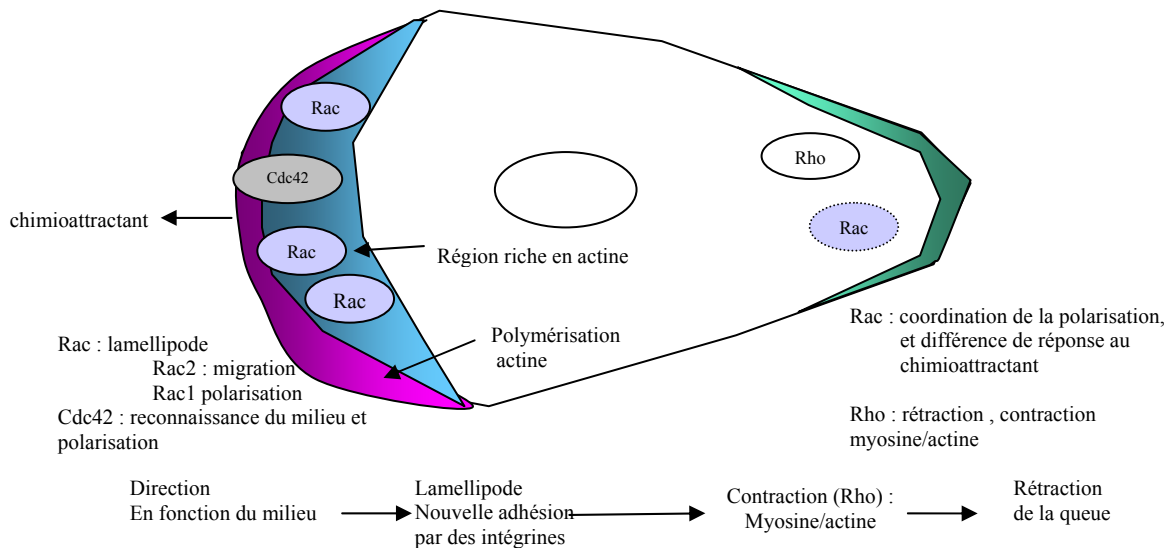 Rac
Cdc42
Rho
chimioattractant
Rac
Rac
Région riche en actine
Rac
Polymérisation
actine
Rac : lamellipode
Rac2 : migration
Rac1 polarisation
Cdc42 : reconnaissance du milieu et
polarisation
Rac : coordination de la polarisation,
et différence de réponse au
chimioattractant
Rho : rétraction , contraction
myosine/actine
Direction
En fonction du milieu
Lamellipode
Nouvelle adhésion
par des intégrines
Contraction (Rho) :
Myosine/actine
Rétraction
de la queue